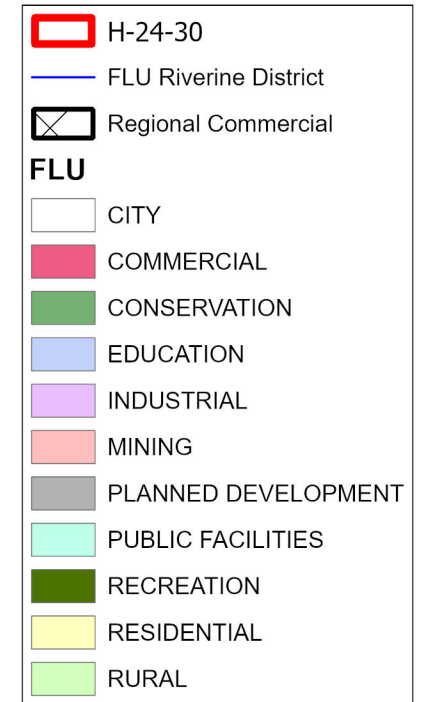 H-24-30
FLU Riverine District
Regional Commercial
FLU
CITY
COMMERCIAL
CONSERVATION
EDUCATION
INDUSTRIAL
MINING
PLANNED DEVELOPMENT
PUBLIC FACILITIES
RECREATION
RESIDENTIAL
RURAL